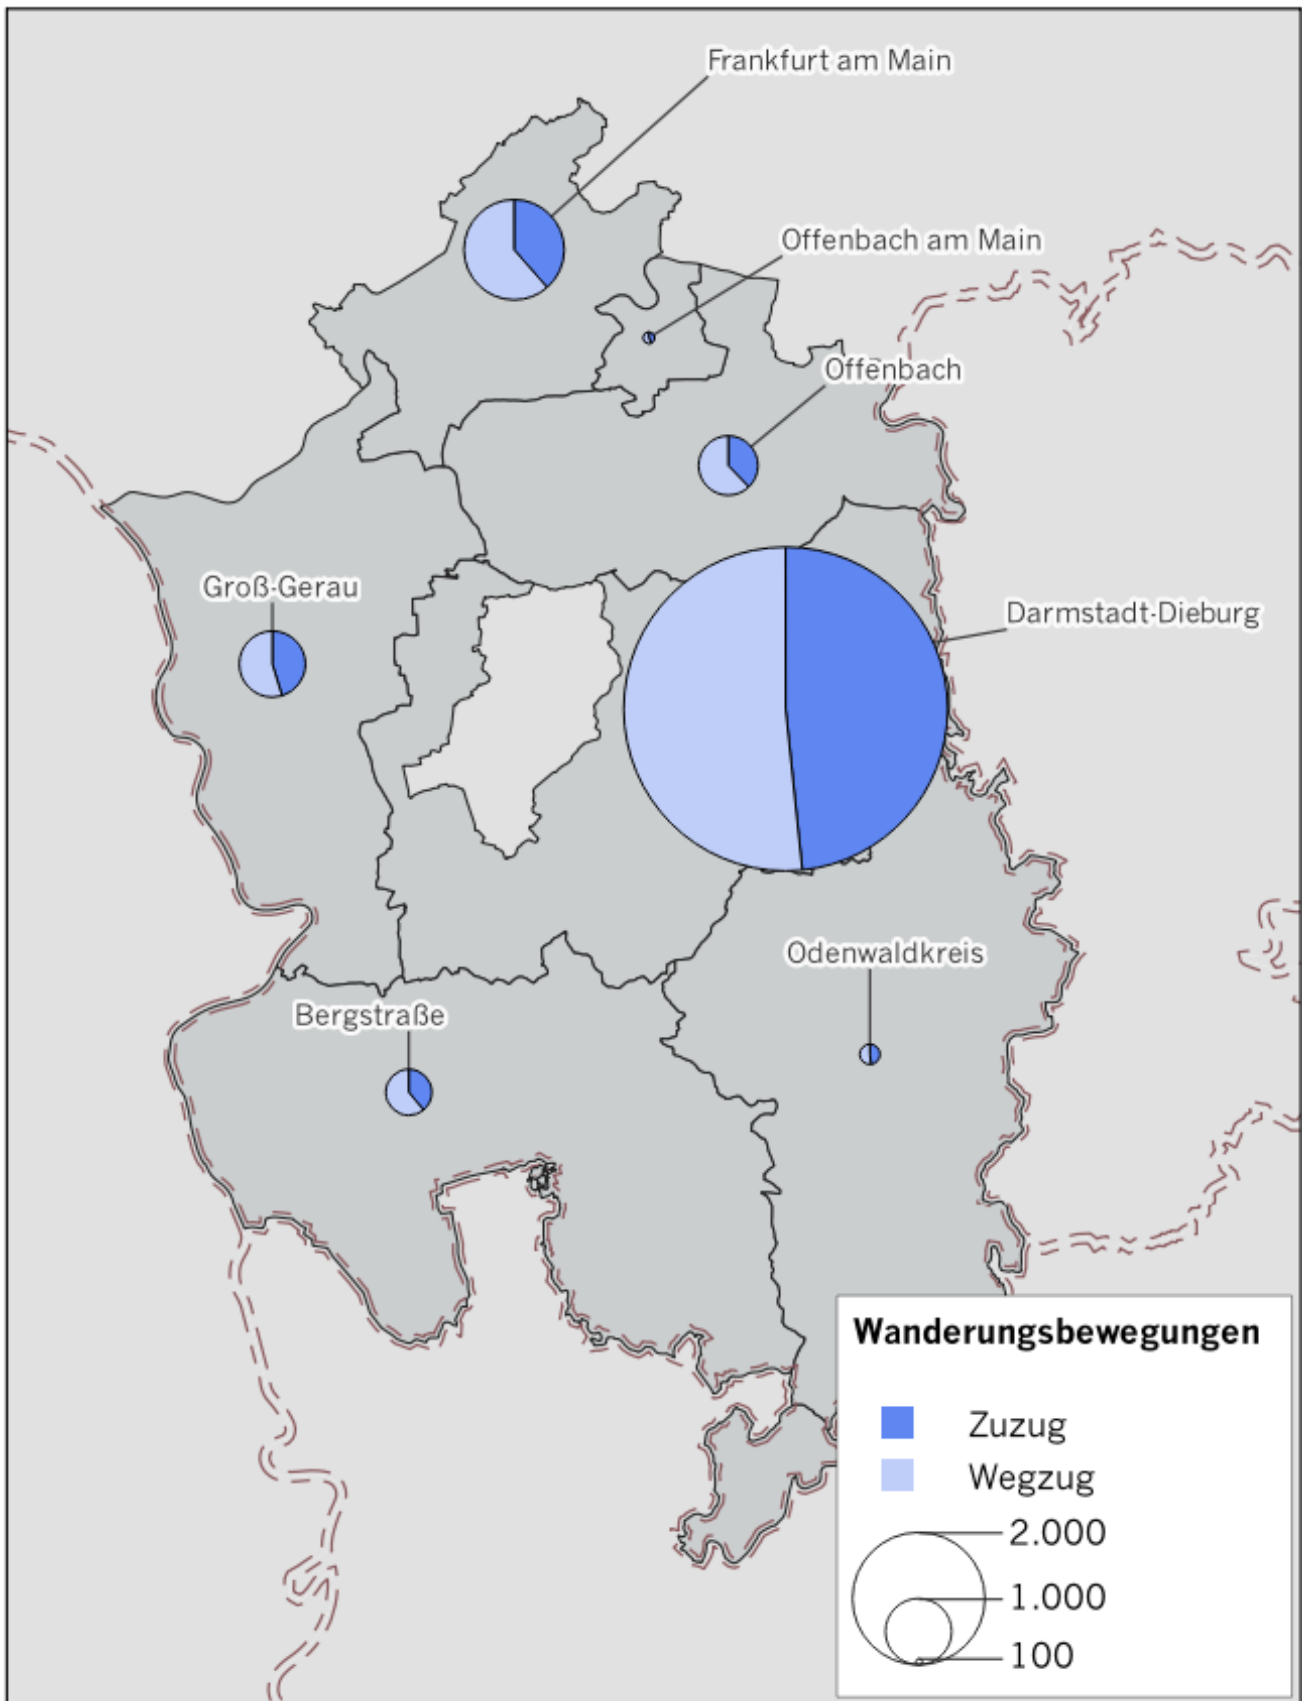 Frankfurt am Main
Offenbach am Main
Offenbach
Groß-Gerau
Darmstadt-Dieburg
Odenwaldkreis
Bergstraße
Wanderungsbewegungen
Zuzug
Wegzug
2.000
1.000
100